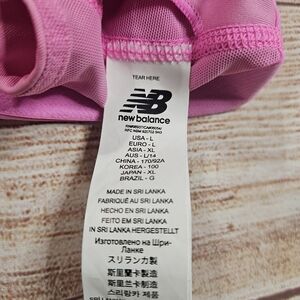 TEAR HERE
NB
new balance
USA - L
EURO - L
ASIA - XL
AUS - L/14
CHINA - 170/92A
KOREA - 100
JAPAN - XL
BRAZIL - G
MADE IN SRI LANKA
FABRIQUÉ AU SRI LANKA
HECHO EN SRI LANKA
FEITO EM SRI LANKA
IN SRI LANKA HERGESTELLT
Изготовлено на Шри-
Ланке
スリランカ製
斯里蘭卡製造
斯里兰卡制造
스리랑카 제품